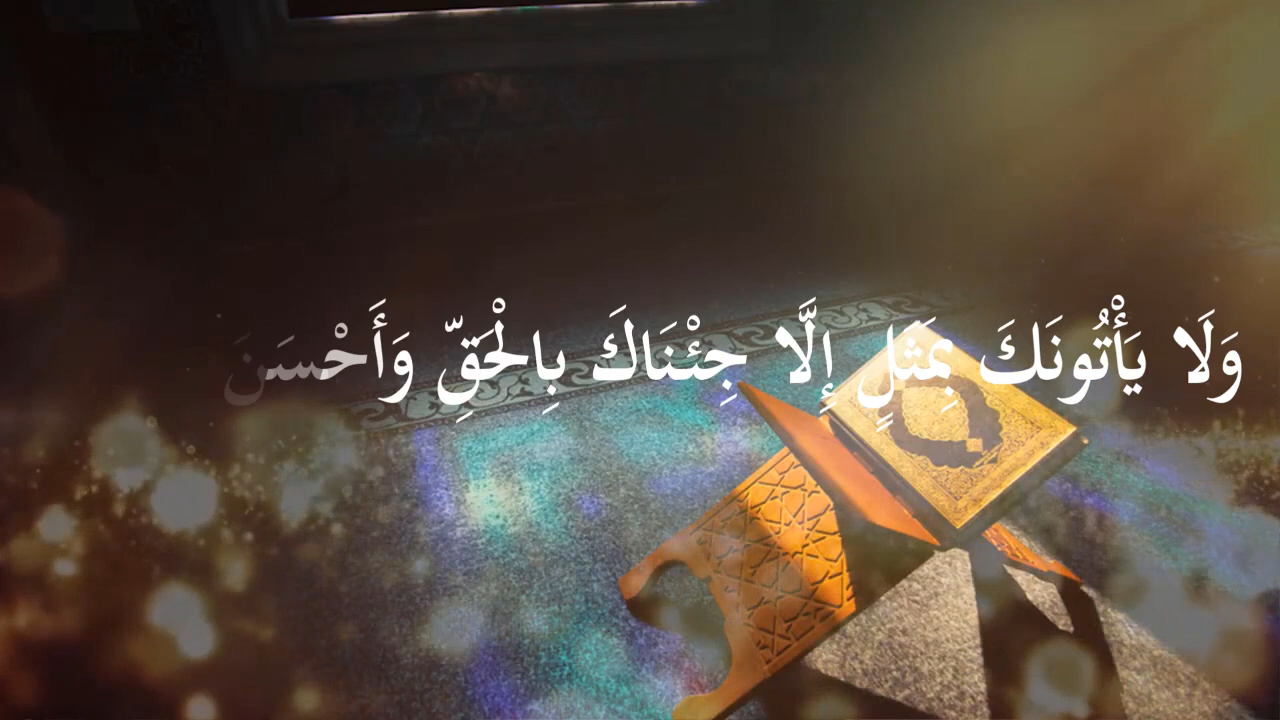 وَلَا يَأْتُونَكَ بِمَثَلٍ إِلَّا جِئْنَاكَ بِالْحَقِّ وَأَحْسَنَ